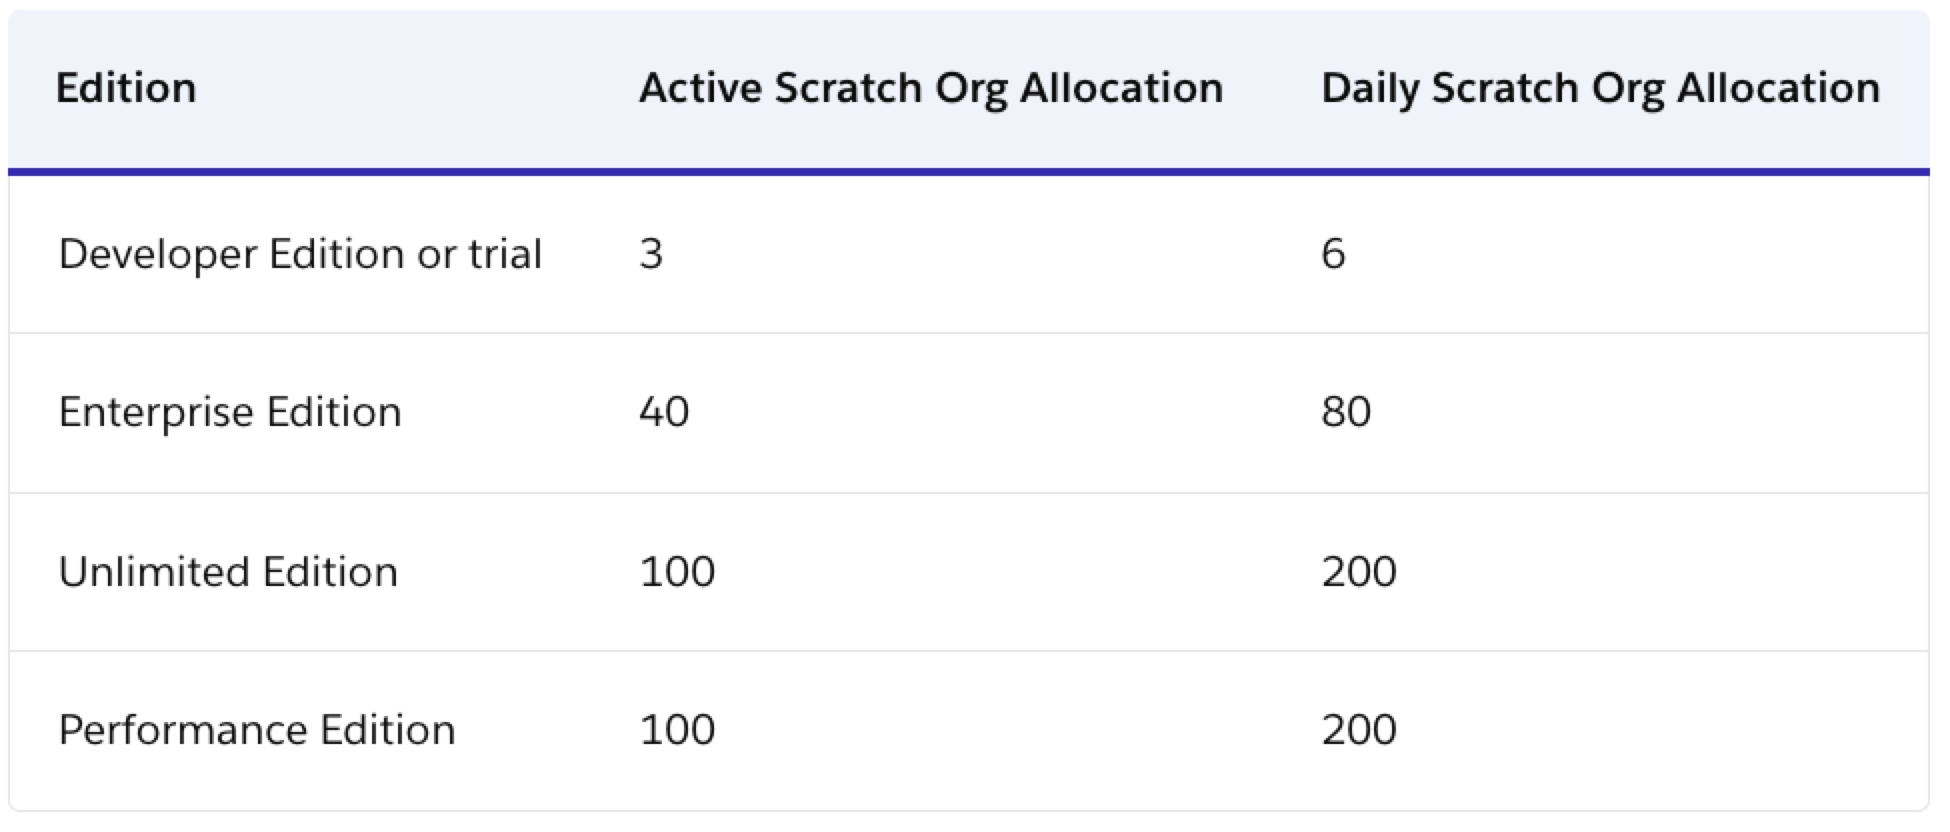 Edition Active Scratch Org Allocation Daily Scratch Org Allocation
Developer Edition or trial 3 6
Enterprise Edition 40 80
Unlimited Edition 100 200
Performance Edition 100 200